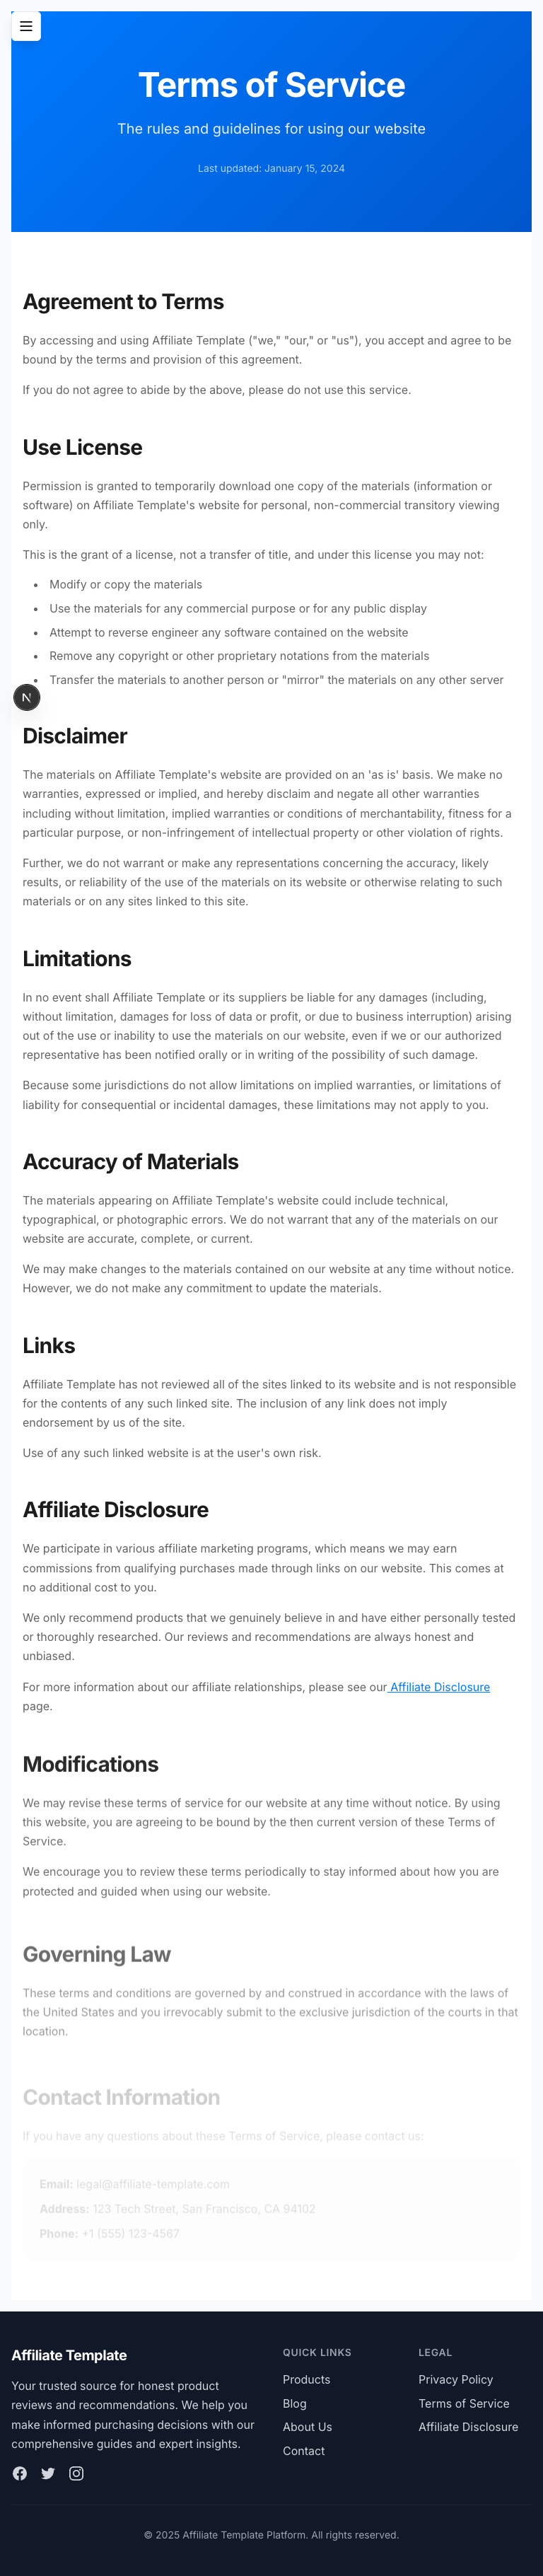 Terms of Service
The rules and guidelines for using our website
Last updated: January 15, 2024
Agreement to Terms
By accessing and using Affiliate Template ("we," "our," or "us"), you accept and agree to be
bound by the terms and provision of this agreement.
If you do not agree to abide by the above, please do not use this service.
Use License
Permission is granted to temporarily download one copy of the materials (information or
software) on Affiliate Template's website for personal, non-commercial transitory viewing
only.
This is the grant of a license, not a transfer of title, and under this license you may not:
• Modify or copy the materials
• Use the materials for any commercial purpose or for any public display
• Attempt to reverse engineer any software contained on the website
• Remove any copyright or other proprietary notations from the materials
• Transfer the materials to another person or "mirror" the materials on any other server
N
Disclaimer
The materials on Affiliate Template's website are provided on an 'as is' basis. We make no
warranties, expressed or implied, and hereby disclaim and negate all other warranties
including without limitation, implied warranties or conditions of merchantability, fitness for a
particular purpose, or non-infringement of intellectual property or other violation of rights.
Further, we do not warrant or make any representations concerning the accuracy, likely
results, or reliability of the use of the materials on its website or otherwise relating to such
materials or on any sites linked to this site.
Limitations
In no event shall Affiliate Template or its suppliers be liable for any damages (including,
without limitation, damages for loss of data or profit, or due to business interruption) arising
out of the use or inability to use the materials on our website, even if we or our authorized
representative has been notified orally or in writing of the possibility of such damage.
Because some jurisdictions do not allow limitations on implied warranties, or limitations of
liability for consequential or incidental damages, these limitations may not apply to you.
Accuracy of Materials
The materials appearing on Affiliate Template's website could include technical,
typographical, or photographic errors. We do not warrant that any of the materials on our
website are accurate, complete, or current.
We may make changes to the materials contained on our website at any time without notice.
However, we do not make any commitment to update the materials.
Links
Affiliate Template has not reviewed all of the sites linked to its website and is not responsible
for the contents of any such linked site. The inclusion of any link does not imply
endorsement by us of the site.
Use of any such linked website is at the user's own risk.
Affiliate Disclosure
We participate in various affiliate marketing programs, which means we may earn
commissions from qualifying purchases made through links on our website. This comes at
no additional cost to you.
We only recommend products that we genuinely believe in and have either personally tested
or thoroughly researched. Our reviews and recommendations are always honest and
unbiased.
For more information about our affiliate relationships, please see our Affiliate Disclosure
page.
Modifications
We may revise these terms of service for our website at any time without notice. By using
this website, you are agreeing to be bound by the then current version of these Terms of
Service.
We encourage you to review these terms periodically to stay informed about how you are
protected and guided when using our website.
Governing Law
These terms and conditions are governed by and construed in accordance with the laws of
the United States and you irrevocably submit to the exclusive jurisdiction of the courts in that
location.
Contact Information
If you have any questions about these Terms of Service, please contact us:
Email: legal@affiliate-template.com
Address: 123 Tech Street, San Francisco, CA 94102
Phone: +1 (555) 123-4567
Affiliate Template
Your trusted source for honest product
reviews and recommendations. We help you
make informed purchasing decisions with our
comprehensive guides and expert insights.
QUICK LINKS
Products
Blog
About Us
Contact
LEGAL
Privacy Policy
Terms of Service
Affiliate Disclosure
© 2025 Affiliate Template Platform. All rights reserved.